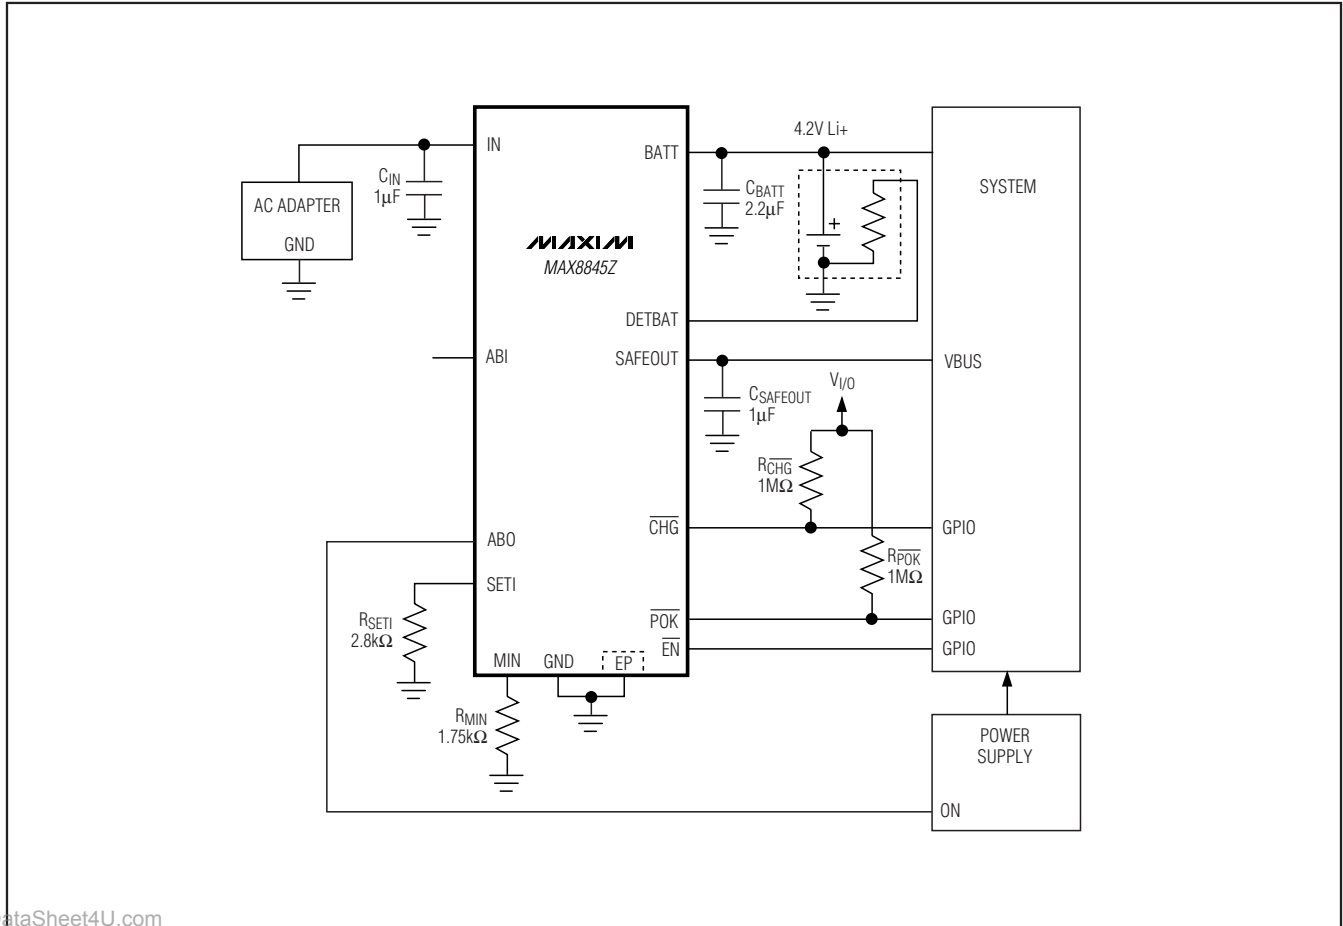 4.2V Li+
IN
BATT
SYSTEM
CIN
1µF
CBATT
2.2µF
AC ADAPTER
GND
+
MAXIM
MAX8845Z
DETBAT
ABI
SAFEOUT
VBUS
VI/O
CSAFEOUT
1µF
RCHG
1MΩ
CHG
GPIO
ABO
RPOK
1MΩ
SETI
RSETI
2.8kΩ
POK
GPIO
EN
GPIO
MIN
GND
EP
RMIN
1.75kΩ
POWER
SUPPLY
ON
ataSheet4U.com